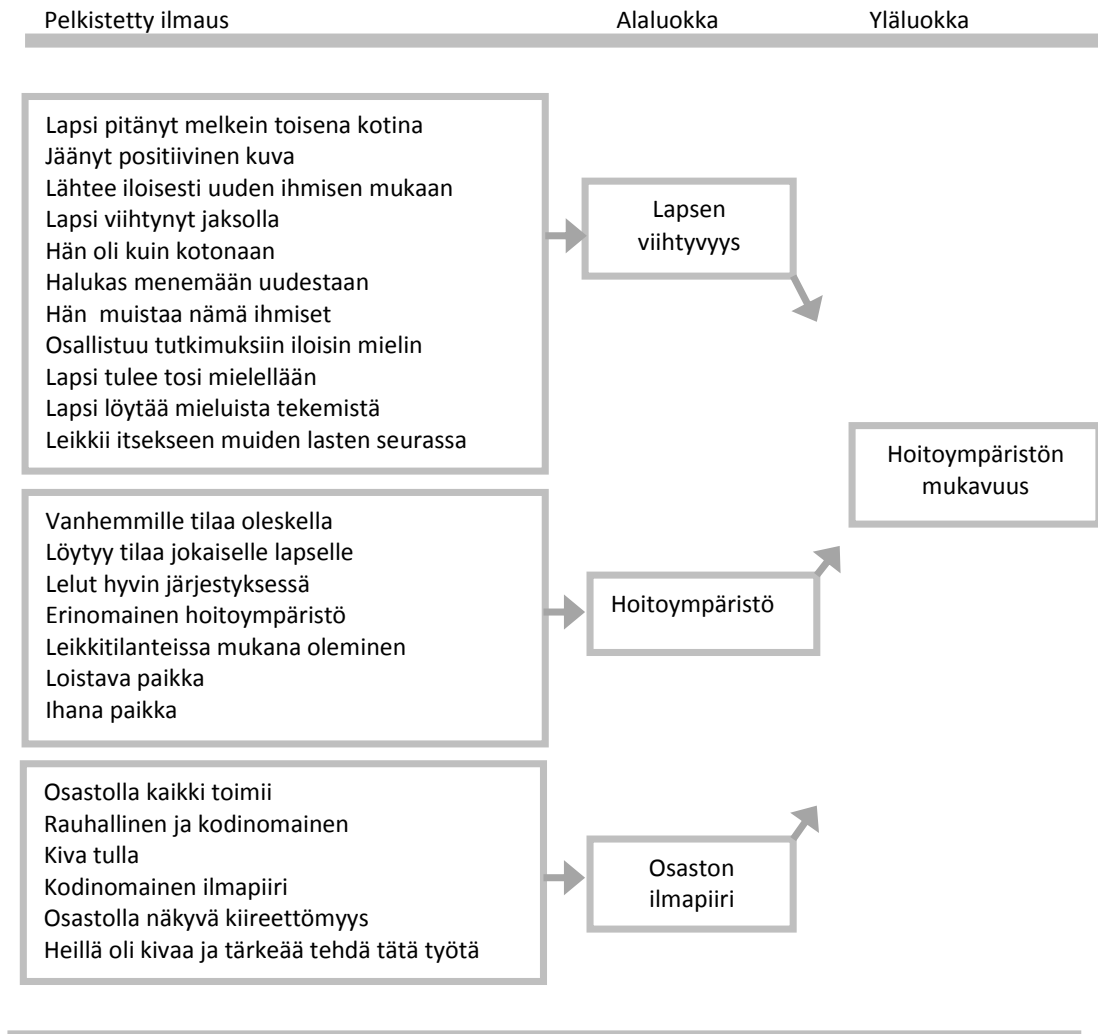 Pelkistetty ilmaus Alaluokka Yläluokka
Lapsi pitänyt melkein toisena kotina
Jäänyt positiivinen kuva
Lähtee iloisesti uuden ihmisen mukaan
Lapsi viihtynyt jaksolla
Hän oli kuin kotonaan
Halukas menemään uudestaan
Hän muistaa nämä ihmiset
Osallistuu tutkimuksiin iloisin mielin
Lapsi tulee tosi mielellään
Lapsi löytää mieluista tekemistä
Leikkii itsekseen muiden lasten seurassa
Lapsen
viihtyvyys
Hoitoympäristön
mukavuus
Vanhemmille tilaa oleskella
Löytyy tilaa jokaiselle lapselle
Lelut hyvin järjestyksessä
Erinomainen hoitoympäristö
Leikkitilanteissa mukana oleminen
Loistava paikka
Ihana paikka
Hoitoympäristö
Osastolla kaikki toimii
Rauhallinen ja kodinomainen
Kiva tulla
Kodinomainen ilmapiiri
Osastolla näkyvä kiireettömyys
Heillä oli kivaa ja tärkeää tehdä tätä työtä
Osaston
ilmapiiri